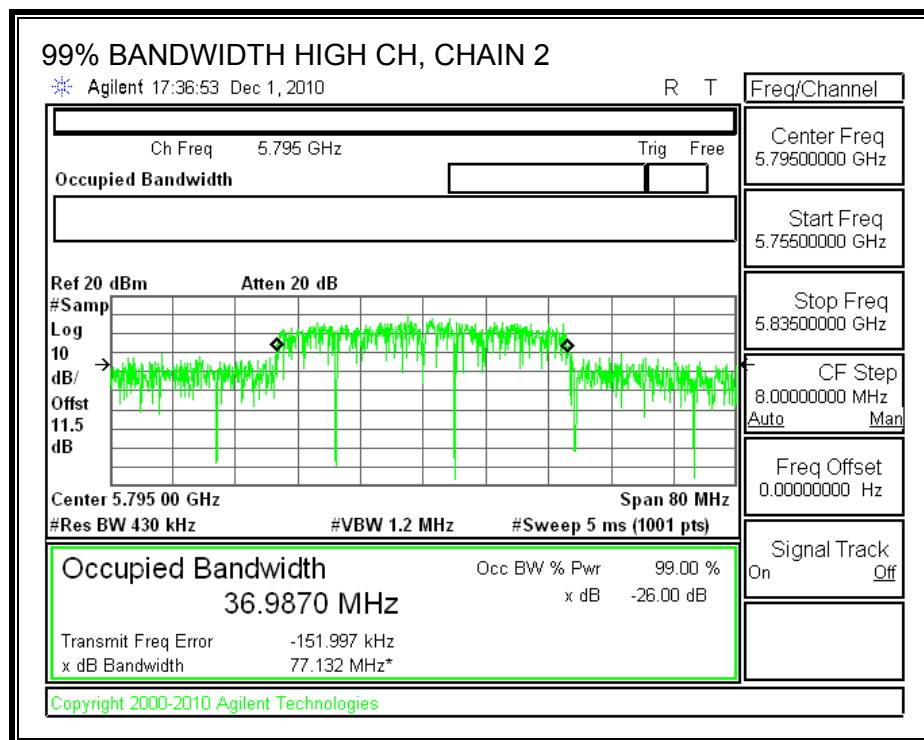 99% BANDWIDTH HIGH CH, CHAIN 2
Agilent 17:36:53 Dec 1, 2010 R T
Ch Freq 5.795 GHz Trig Free
Occupied Bandwidth
Ref 20 dBm Atten 20 dB
#Samp
Log
10
dB/
Offst
11.5
dB
Center 5.795 00 GHz Span 80 MHz
#Res BW 430 kHz #VBW 1.2 MHz #Sweep 5 ms (1001 pts)
Occupied Bandwidth
36.9870 MHz
Occ BW % Pwr 99.00 %
x dB -26.00 dB
Transmit Freq Error -151.997 kHz
x dB Bandwidth 77.132 MHz*
Copyright 2000-2010 Agilent Technologies
Freq/Channel
Center Freq
5.79500000 GHz
Start Freq
5.75500000 GHz
Stop Freq
5.83500000 GHz
CF Step
8.00000000 MHz
Auto Man
Freq Offset
0.00000000 Hz
Signal Track
On Off